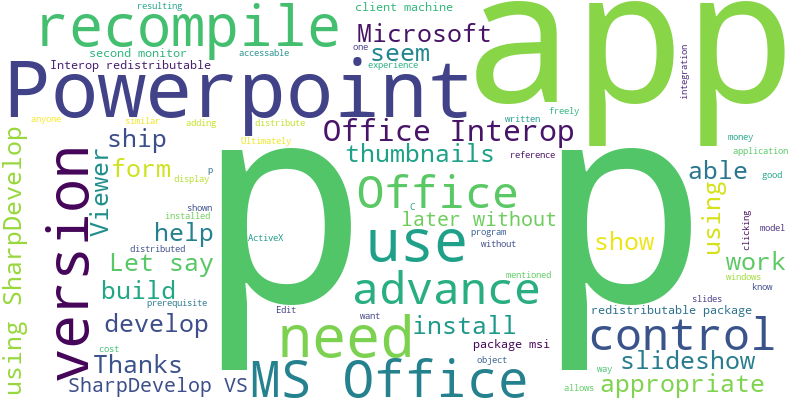 resulting
recompile
client machine
app
Microsoft
second monitor
accessable
one
seem
Interop redistributable
experience
integration
Powerpoint
anyone
similar
adding
distribute
freely
written
Office Interop
ship
Ultimately
money
using SharpDevelop
version
Viewer
form
p
thumbnails
reference
p
application
able
good
p
display
Office
using
shown
installed
C
later without
clicking
model
help
ActiveX
use
program
show
distributed
without
Let say
work
know
mentioned
windows
build
advance
slides
prerequisite
Edit
want
redistributable package
develop
need
install
control
cost
package msi
Thanks
object
way
slideshow
SharpDevelop VS
MS Office
allows
appropriate